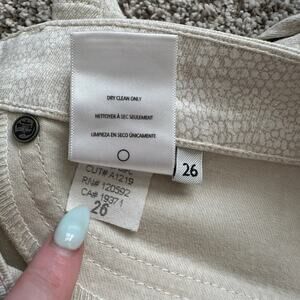 DRY CLEAN ONLY
NETTOYER À SEC SEULEMENT
LIMPIEZA EN SECO ÚNICAMENTE
26
CUT# A1219
RN# 120592
CA# 19371
26